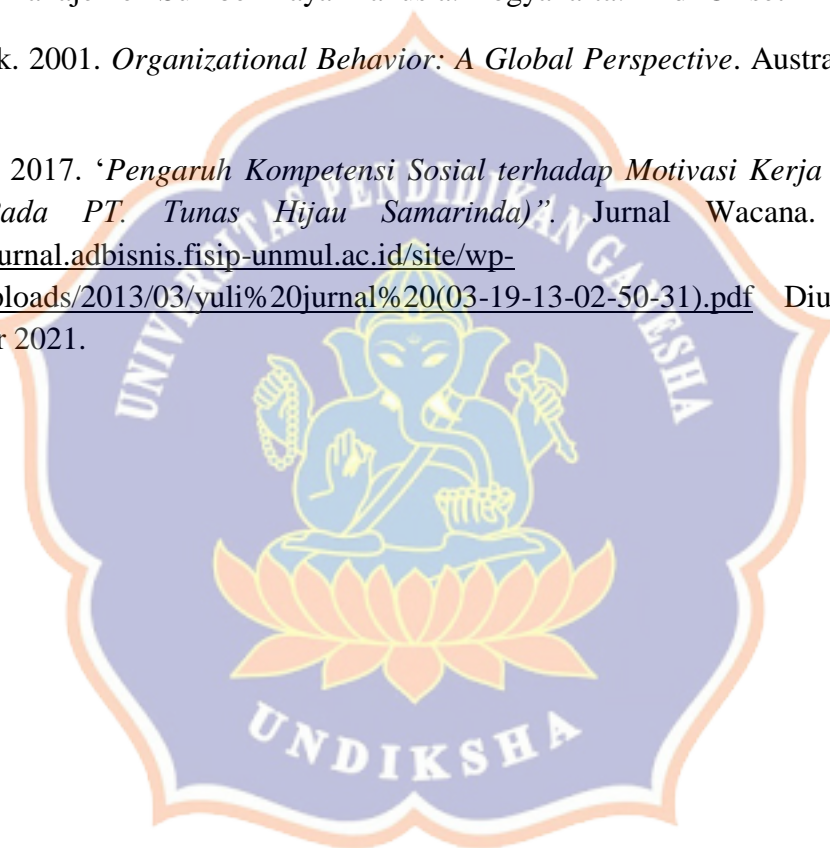 k. 2001. Organizational Behavior: A Global Perspective. Austra
2017. ‘Pengaruh Kompetensi Sosial terhadap Motivasi Kerja
Pada PT. Tunas Hijau Samarinda)”. Jurnal Wacana.
urnal.adbisnis.fisip-unmul.ac.id/site/wp-
loads/2013/03/yuli%20jurnal%20(03-19-13-02-50-31).pdf Diu
r 2021.
UNIVERSITAS PENDIDIKAN GANESHA
UNDIKSHA